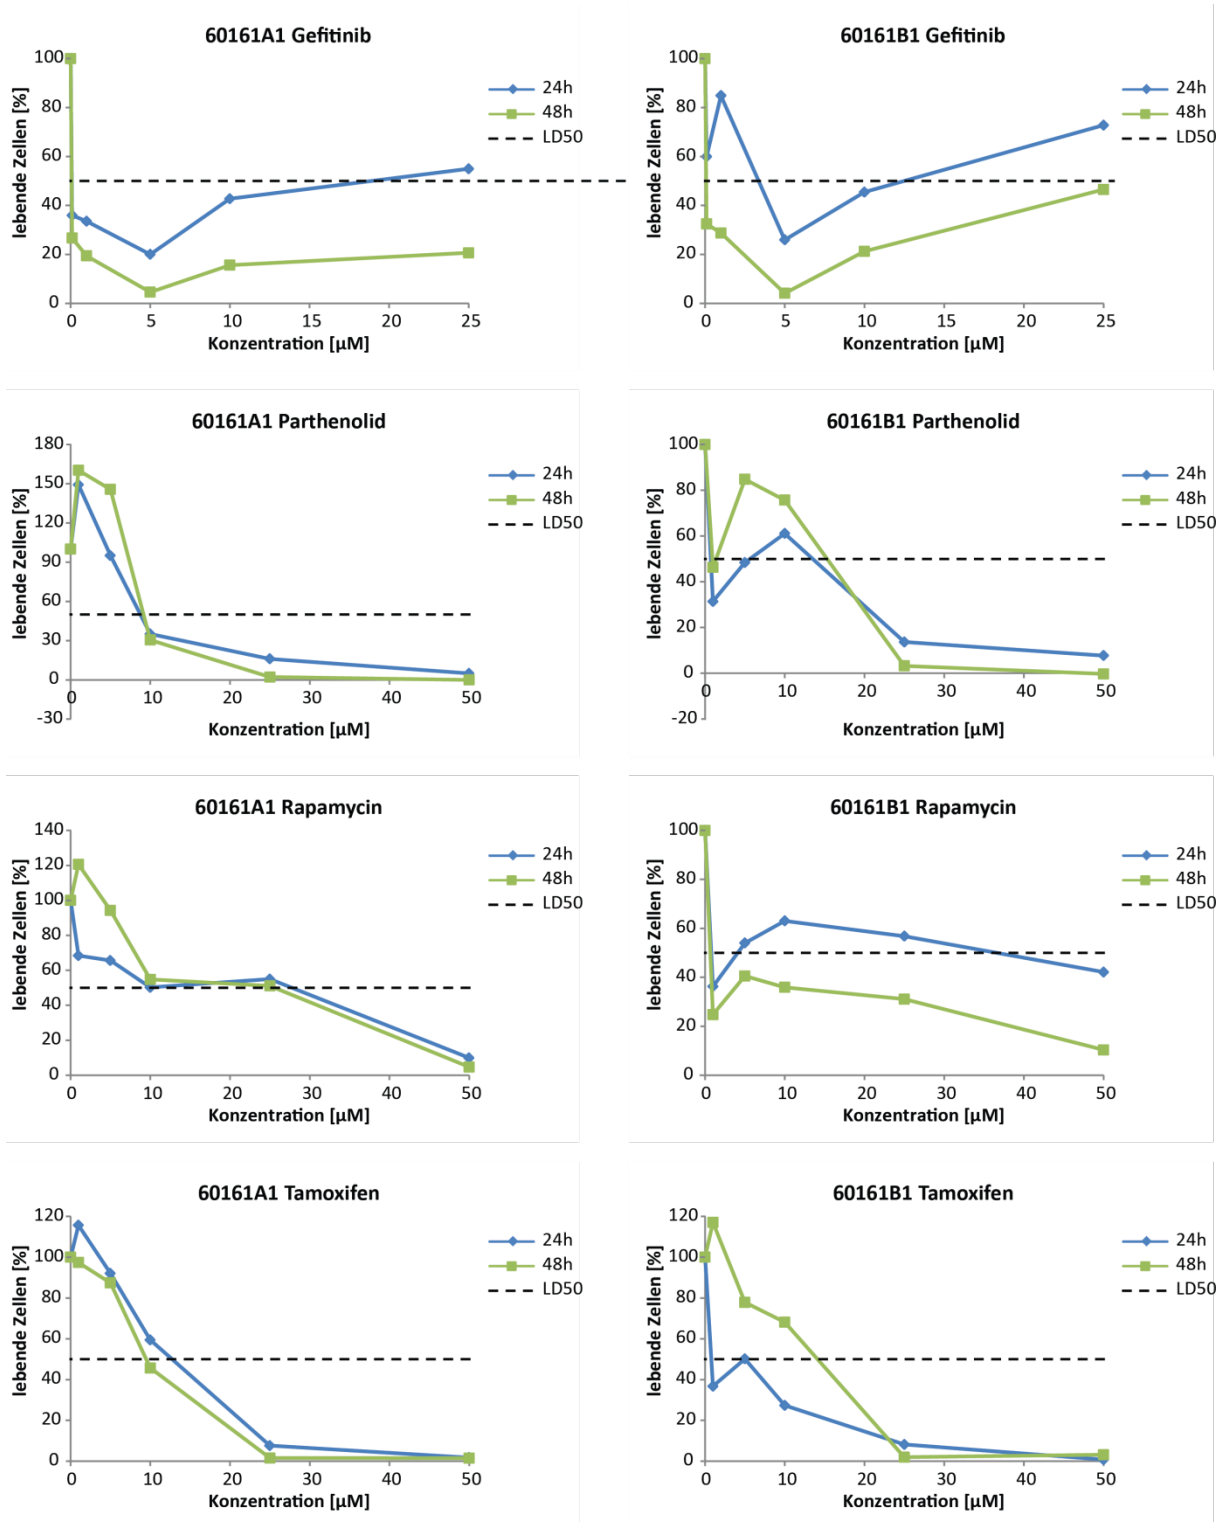 60161A1 Gefitinib
lebende Zellen [%]
100
80
60
40
20
0
0 5 10 15 20 25
Konzentration [µM]
24h
48h
LD50
60161B1 Gefitinib
lebende Zellen [%]
100
80
60
40
20
0
0 5 10 15 20 25
Konzentration [µM]
24h
48h
LD50
60161A1 Parthenolid
lebende Zellen [%]
180
150
120
90
60
30
0
-30
0 10 20 30 40 50
Konzentration [µM]
24h
48h
LD50
60161B1 Parthenolid
lebende Zellen [%]
100
80
60
40
20
0
-20
0 10 20 30 40 50
Konzentration [µM]
24h
48h
LD50
60161A1 Rapamycin
lebende Zellen [%]
140
120
100
80
60
40
20
0
0 10 20 30 40 50
Konzentration [µM]
24h
48h
LD50
60161B1 Rapamycin
lebende Zellen [%]
100
80
60
40
20
0
0 10 20 30 40 50
Konzentration [µM]
24h
48h
LD50
60161A1 Tamoxifen
lebende Zellen [%]
120
100
80
60
40
20
0
0 10 20 30 40 50
Konzentration [µM]
24h
48h
LD50
60161B1 Tamoxifen
lebende Zellen [%]
120
100
80
60
40
20
0
0 10 20 30 40 50
Konzentration [µM]
24h
48h
LD50